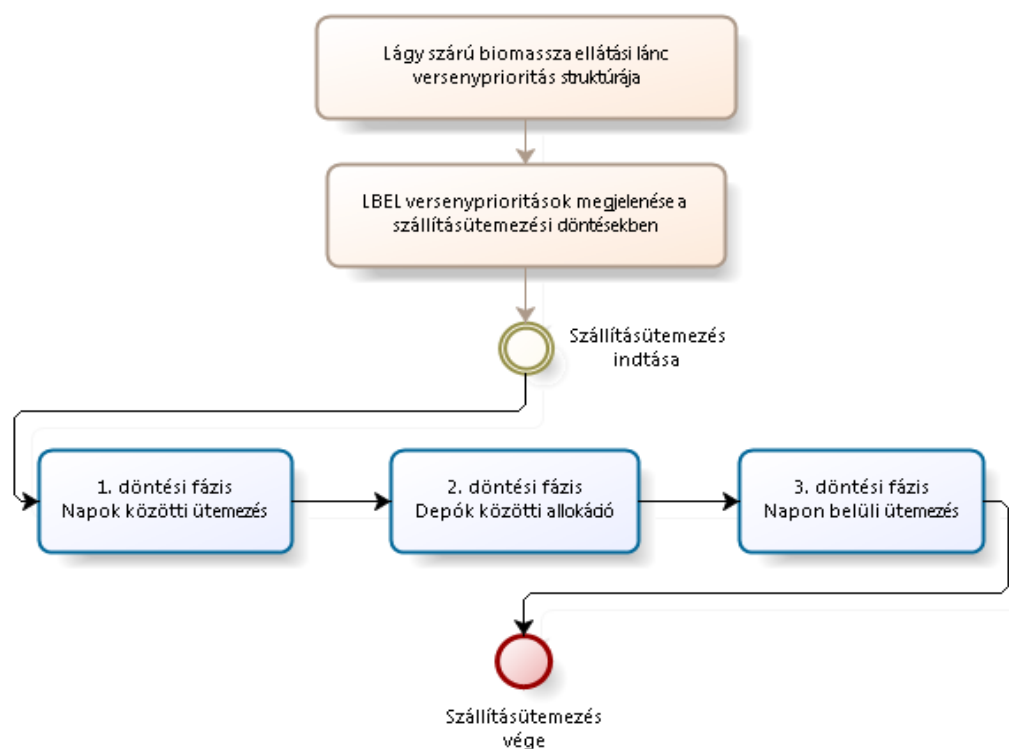 Lágy szárú biomassza ellátási lánc
versenyprioritás struktúrája
LBEL versenyprioritások megjelenése a
szállításütemezési döntésekben
Szállításütemezés
indtása
1. döntési fázis
Napok közötti ütemezés
2. döntési fázis
Depók közötti allokáció
3. döntési fázis
Napon belüli ütemezés
Szállításütemezés
vége